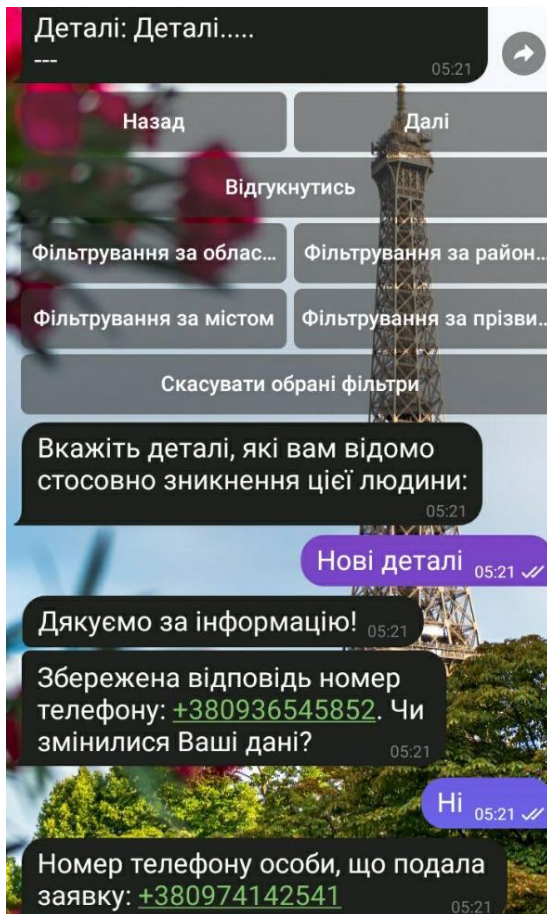 Деталі: Деталі.....
---
05:21
Назад Далі
Відгукнутись
Фільтрування за облас... Фільтрування за район...
Фільтрування за містом Фільтрування за прізви...
Скасувати обрані фільтри
Вкажіть деталі, які вам відомо
стосовно зникнення цієї людини:
05:21
Нові деталі 05:21
Дякуємо за інформацію! 05:21
Збережена відповідь номер
телефону: +380936545852. Чи
змінилися Ваші дані? 05:21
Ні 05:21
Номер телефону особи, що подала
заявку: +380974142541 05:21